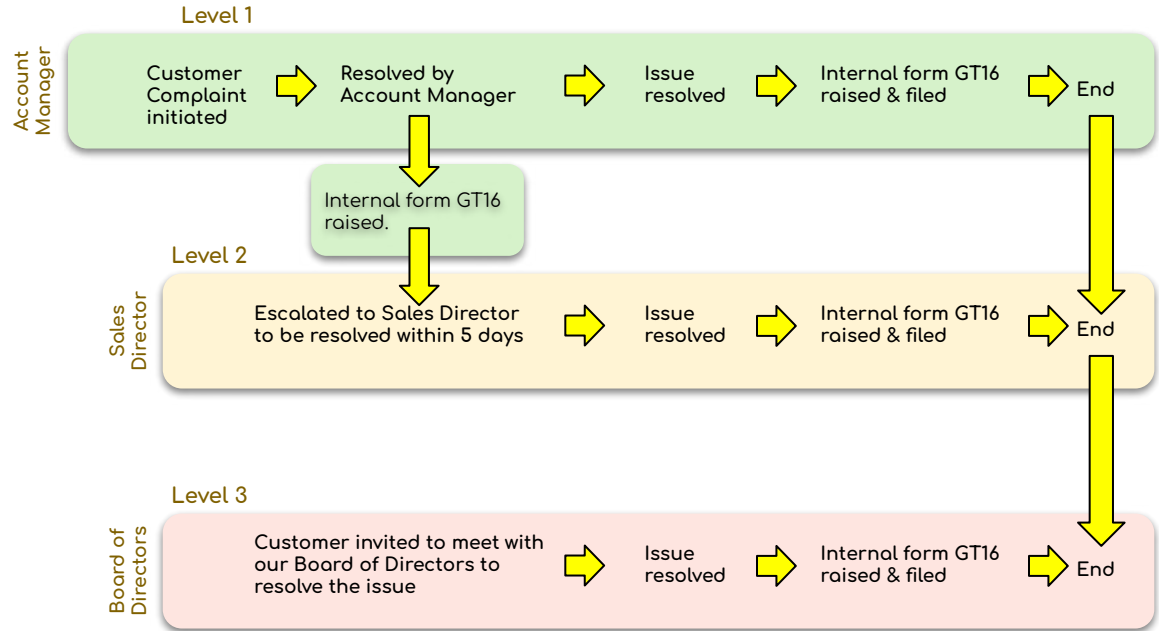 Level 1
Account
Manager
Customer
Complaint
initiated
Resolved by
Account Manager
Issue
resolved
Internal form GT16
raised & filed
End
Internal form GT16
raised.
Level 2
Sales
Director
Escalated to Sales Director
to be resolved within 5 days
Issue
resolved
Internal form GT16
raised & filed
End
Level 3
Board of
Directors
Customer invited to meet with
our Board of Directors to
resolve the issue
Issue
resolved
Internal form GT16
raised & filed
End